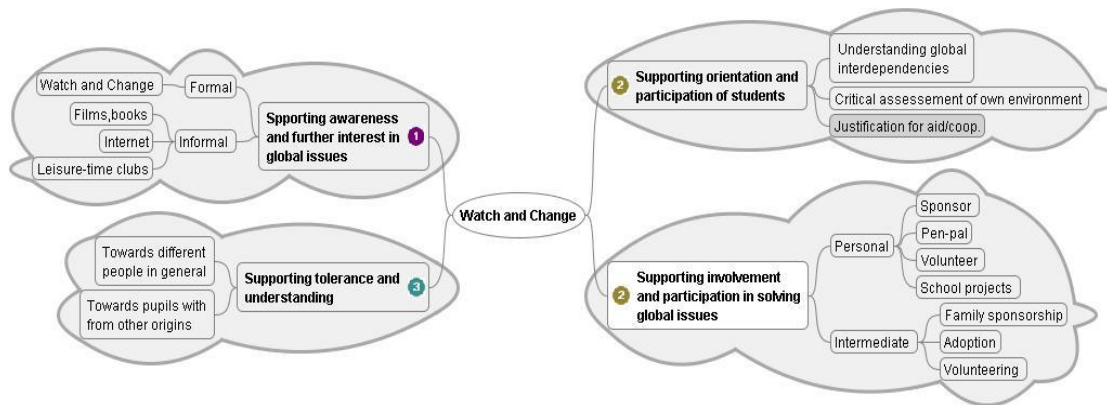 Watch and Change
Formal
Films,books
Internet
Leisure-time clubs
Informal
Spporting awareness
and further interest in
global issues
1
Towards different
people in general
Towards pupils with
from other origins
Supporting tolerance and
understanding
3
Watch and Change
2
Supporting orientation and
participation of students
Understanding global
interdependencies
Critical assessement of own environment
Justification for aid/coop.
2
Supporting involvement
and participation in solving
global issues
Personal
Sponsor
Pen-pal
Volunteer
School projects
Intermediate
Family sponsorship
Adoption
Volunteering